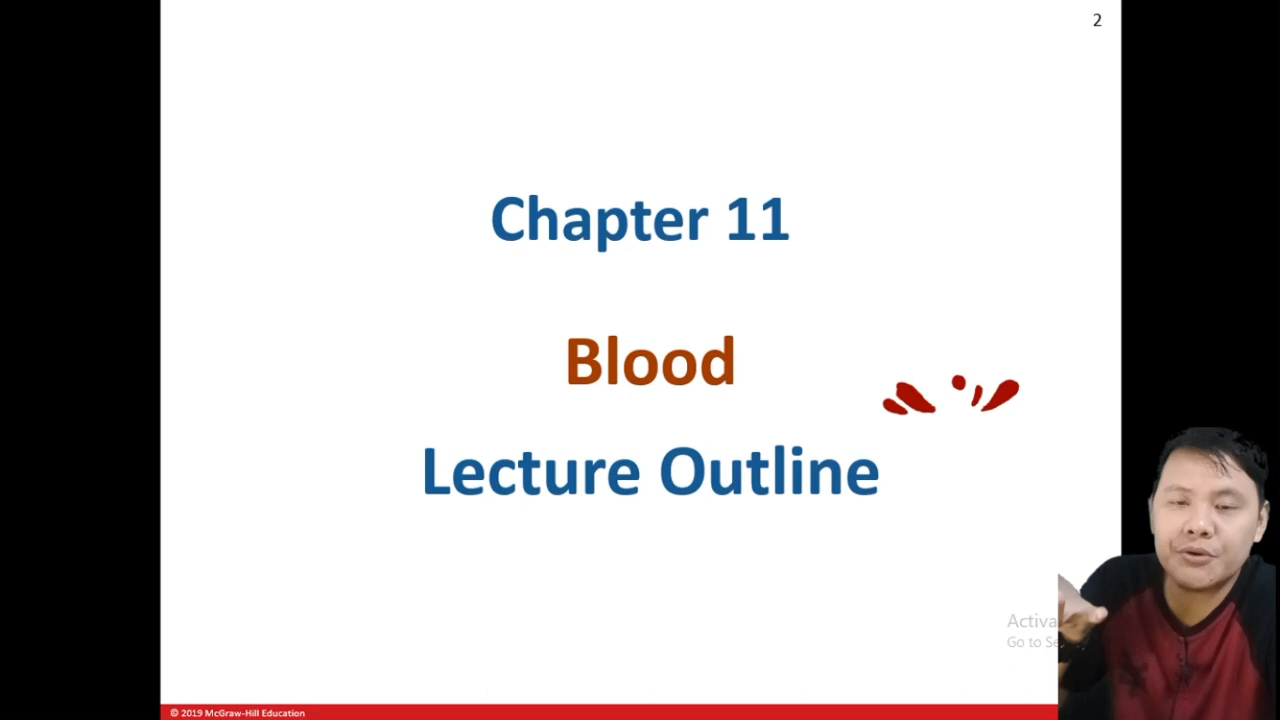 2
Chapter 11
Blood
Lecture Outline
Activa
Go to Se
© 2019 McGraw-Hill Education